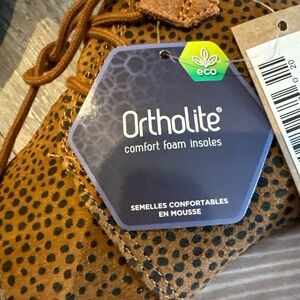 eco
Ortholite®
comfort foam insoles
SEMELLES CONFORTABLES
EN MOUSSE